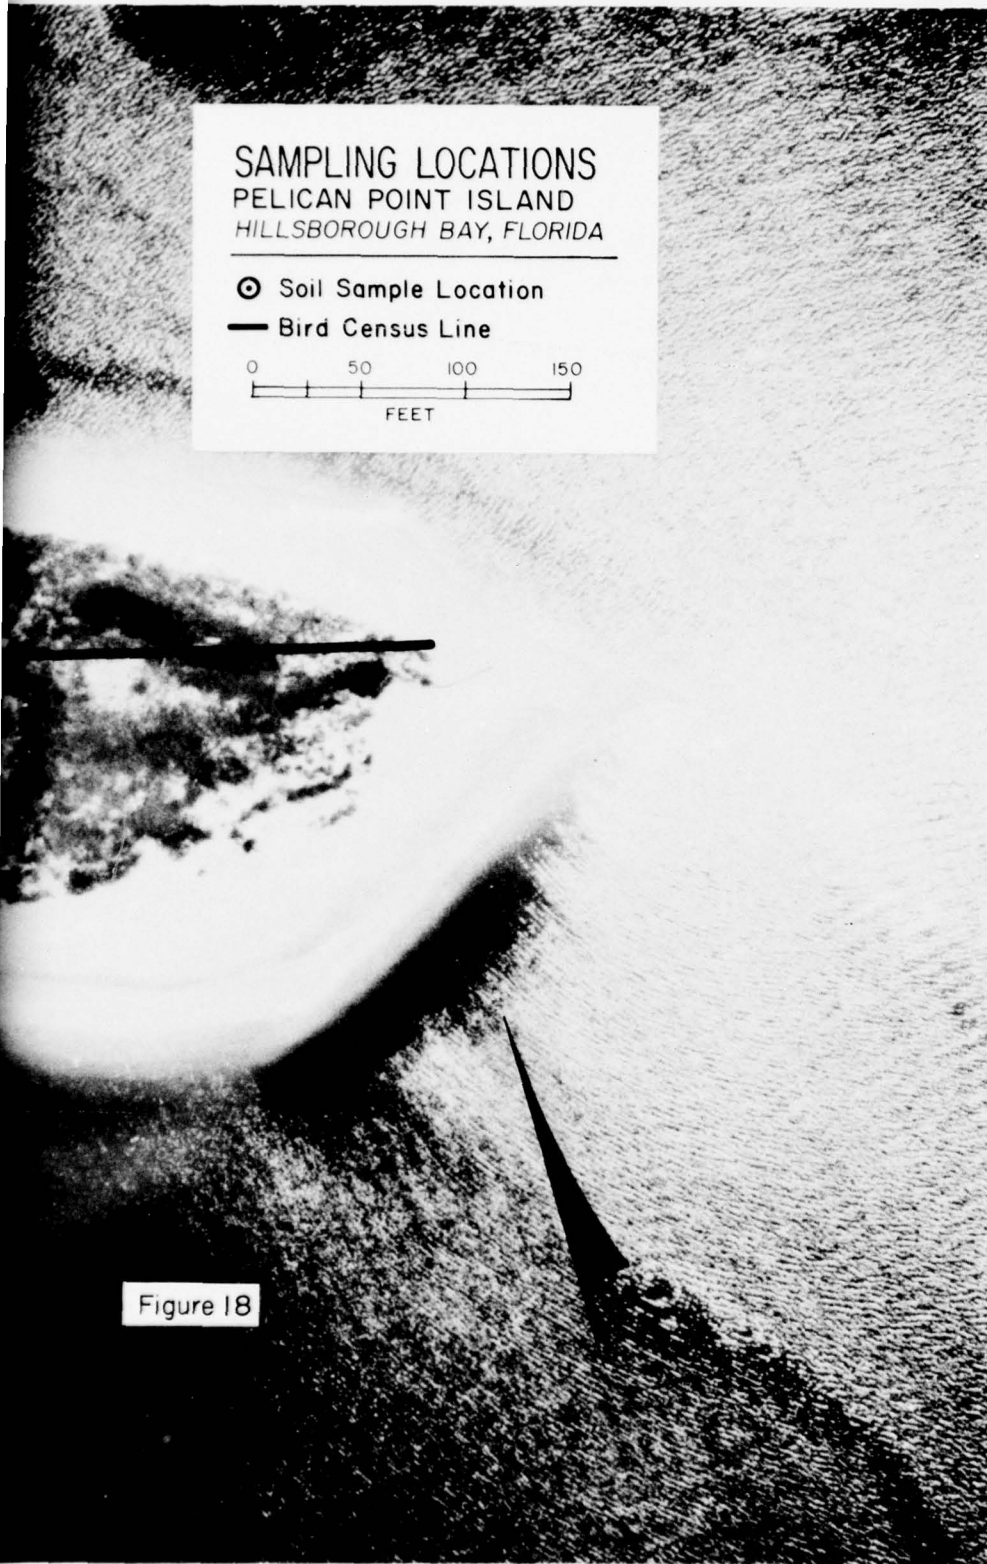 SAMPLING LOCATIONS
PELICAN POINT ISLAND
HILLSBOROUGH BAY, FLORIDA
Soil Sample Location
Bird Census Line
0 50 100 150
FEET
Figure 18